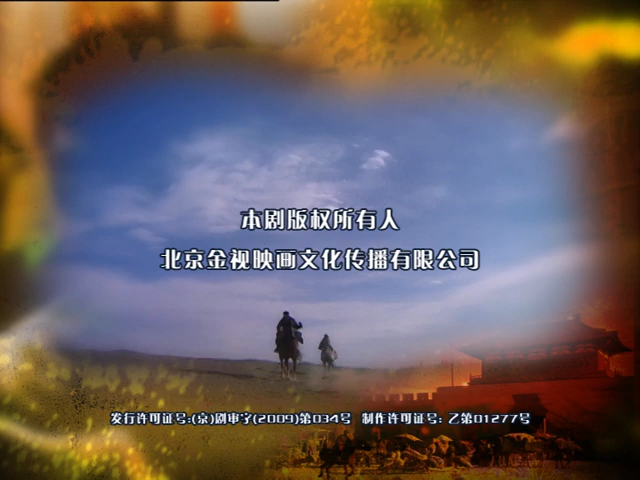 本剧版权所有人
北京金视映画文化传播有限公司
发行许可证号:(京)剧审字(2009)第034号 制作许可证号: 乙第01277号